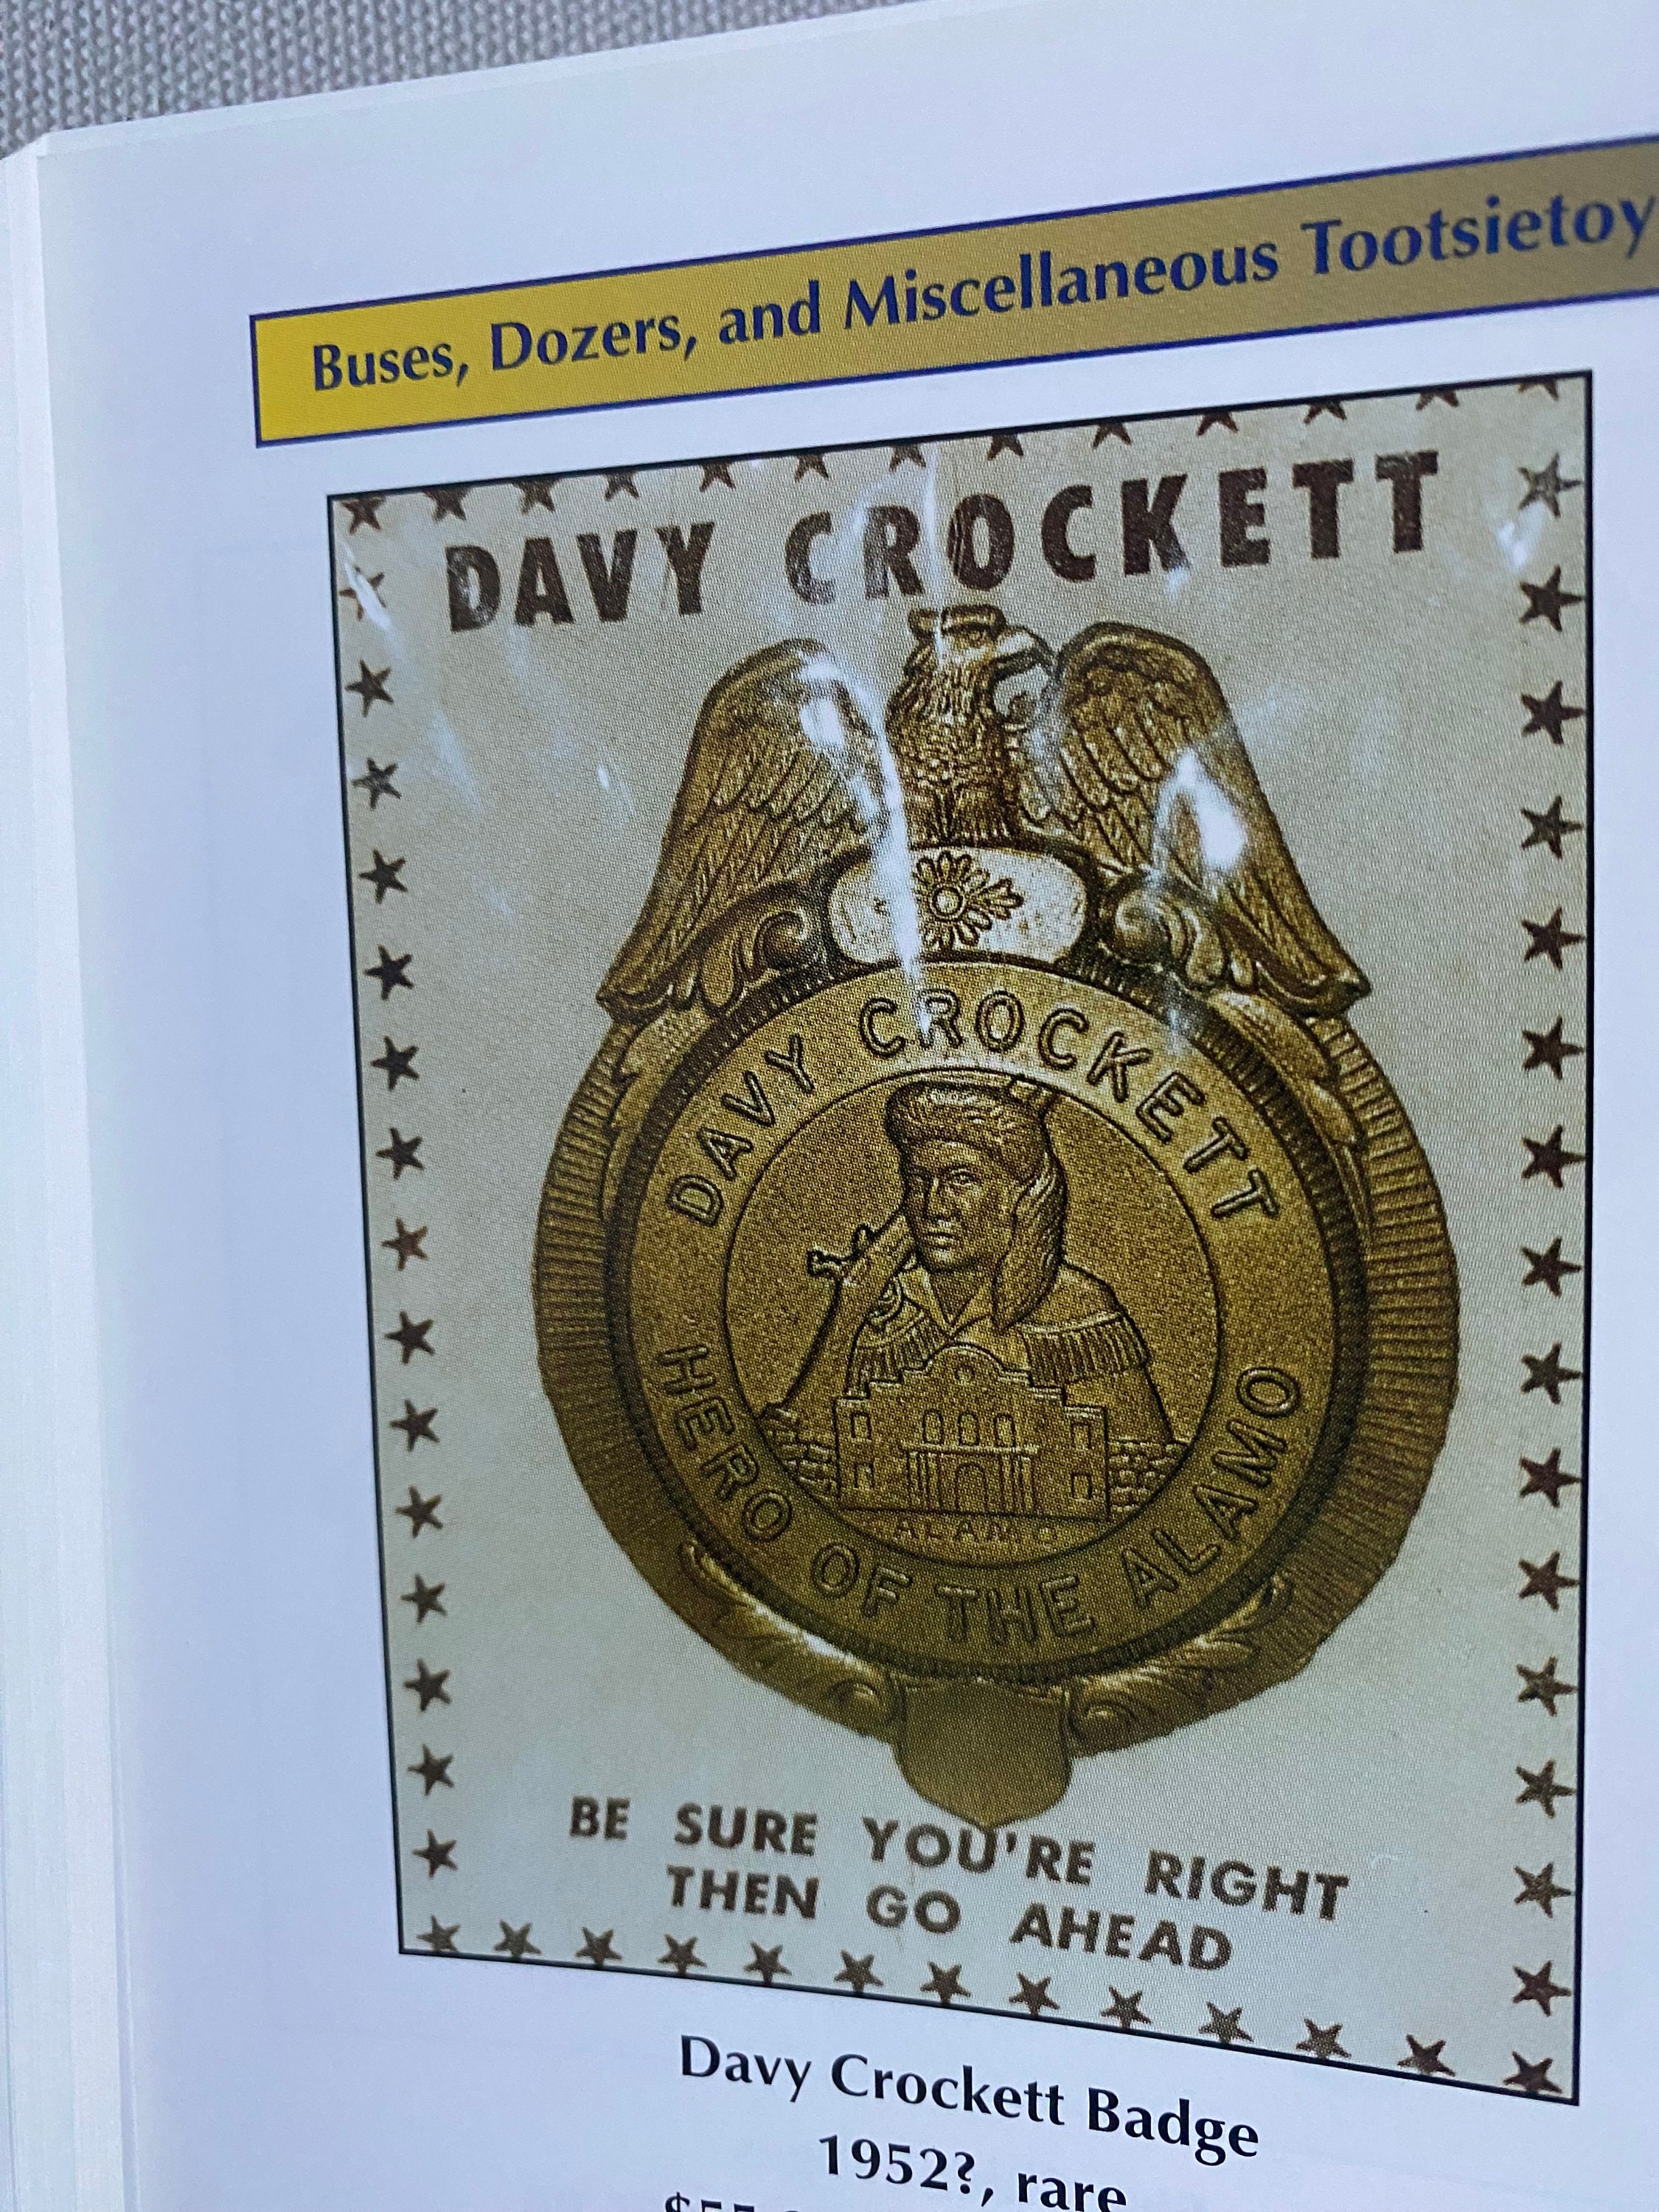 Buses, Dozers, and Miscellaneous Tootsietoy
DAVY CROCKETT
DAVY CROCKETT
ALAMO
HERO OF THE ALAMO
BE SURE YOU'RE RIGHT
THEN GO AHEAD
Davy Crockett Badge
1952?, rare